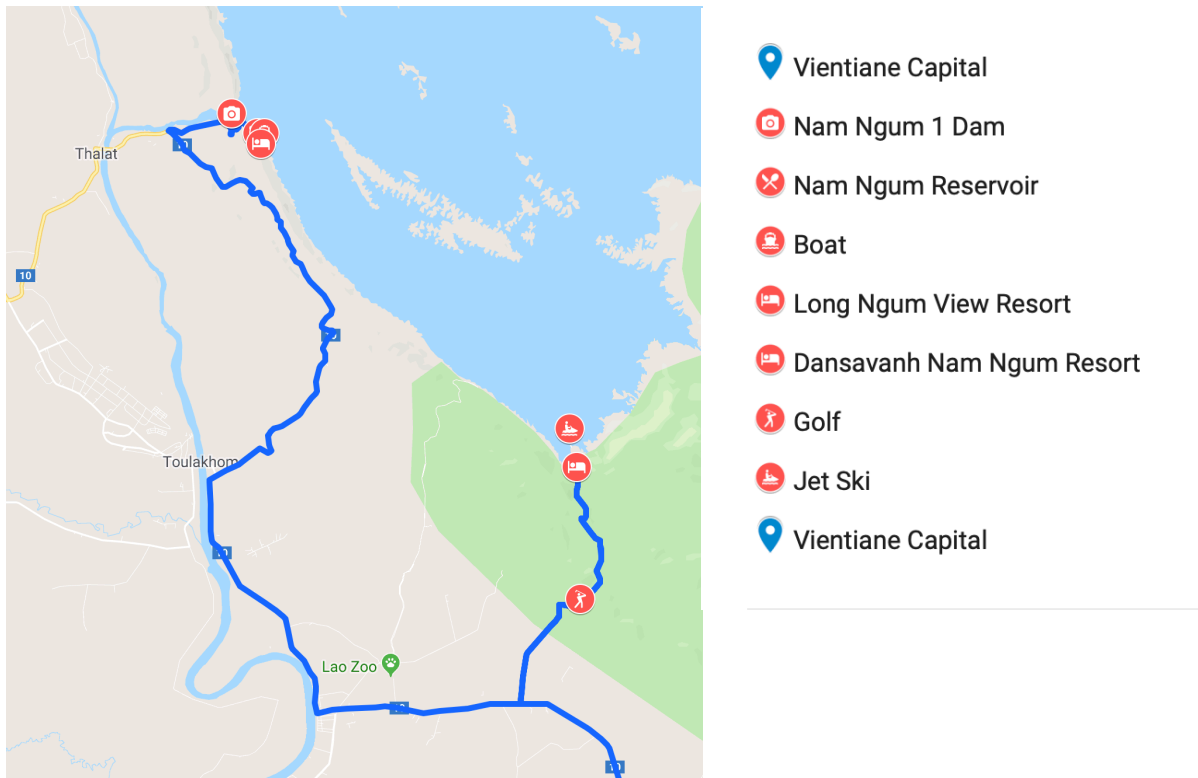 Thalat
10
Toulakhom
Lao Zoo
Vientiane Capital
Nam Ngum 1 Dam
Nam Ngum Reservoir
Boat
Long Ngum View Resort
Dansavanh Nam Ngum Resort
Golf
Jet Ski
Vientiane Capital